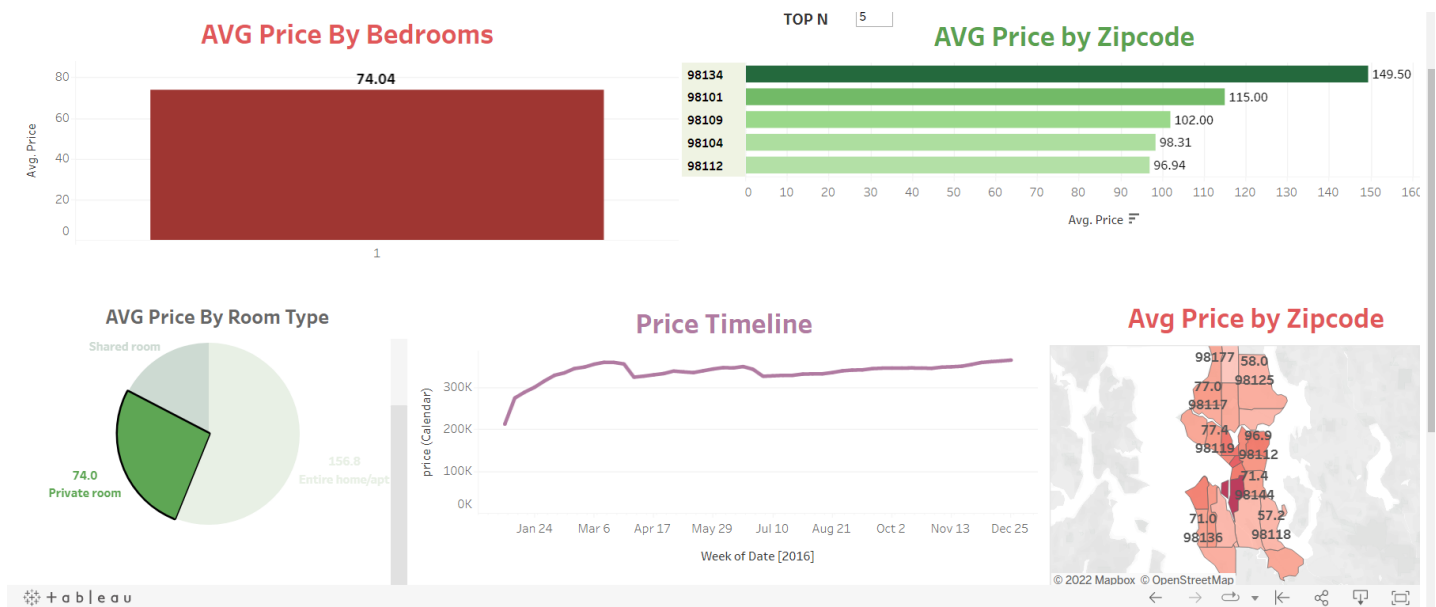 TOP N 5
AVG Price By Bedrooms
AVG Price by Zipcode
80
60
40
20
0
Avg. Price
74.04
1
98134 149.50
98101 115.00
98109 102.00
98104 98.31
98112 96.94
0 10 20 30 40 50 60 70 80 90 100 110 120 130 140 150 160
Avg. Price
AVG Price By Room Type
Shared room
74.0
Private room
156.8
Entire home/apt
Price Timeline
price (Calendar)
300K
200K
100K
0K
Jan 24 Mar 6 Apr 17 May 29 Jul 10 Aug 21 Oct 2 Nov 13 Dec 25
Week of Date [2016]
Avg Price by Zipcode
98177 58.0
98125
77.0
98117
77.4 96.9
98119 98112
71.4
98144
71.0 57.2
98136 98118
© 2022 Mapbox © OpenStreetMap
+ a b | e a u